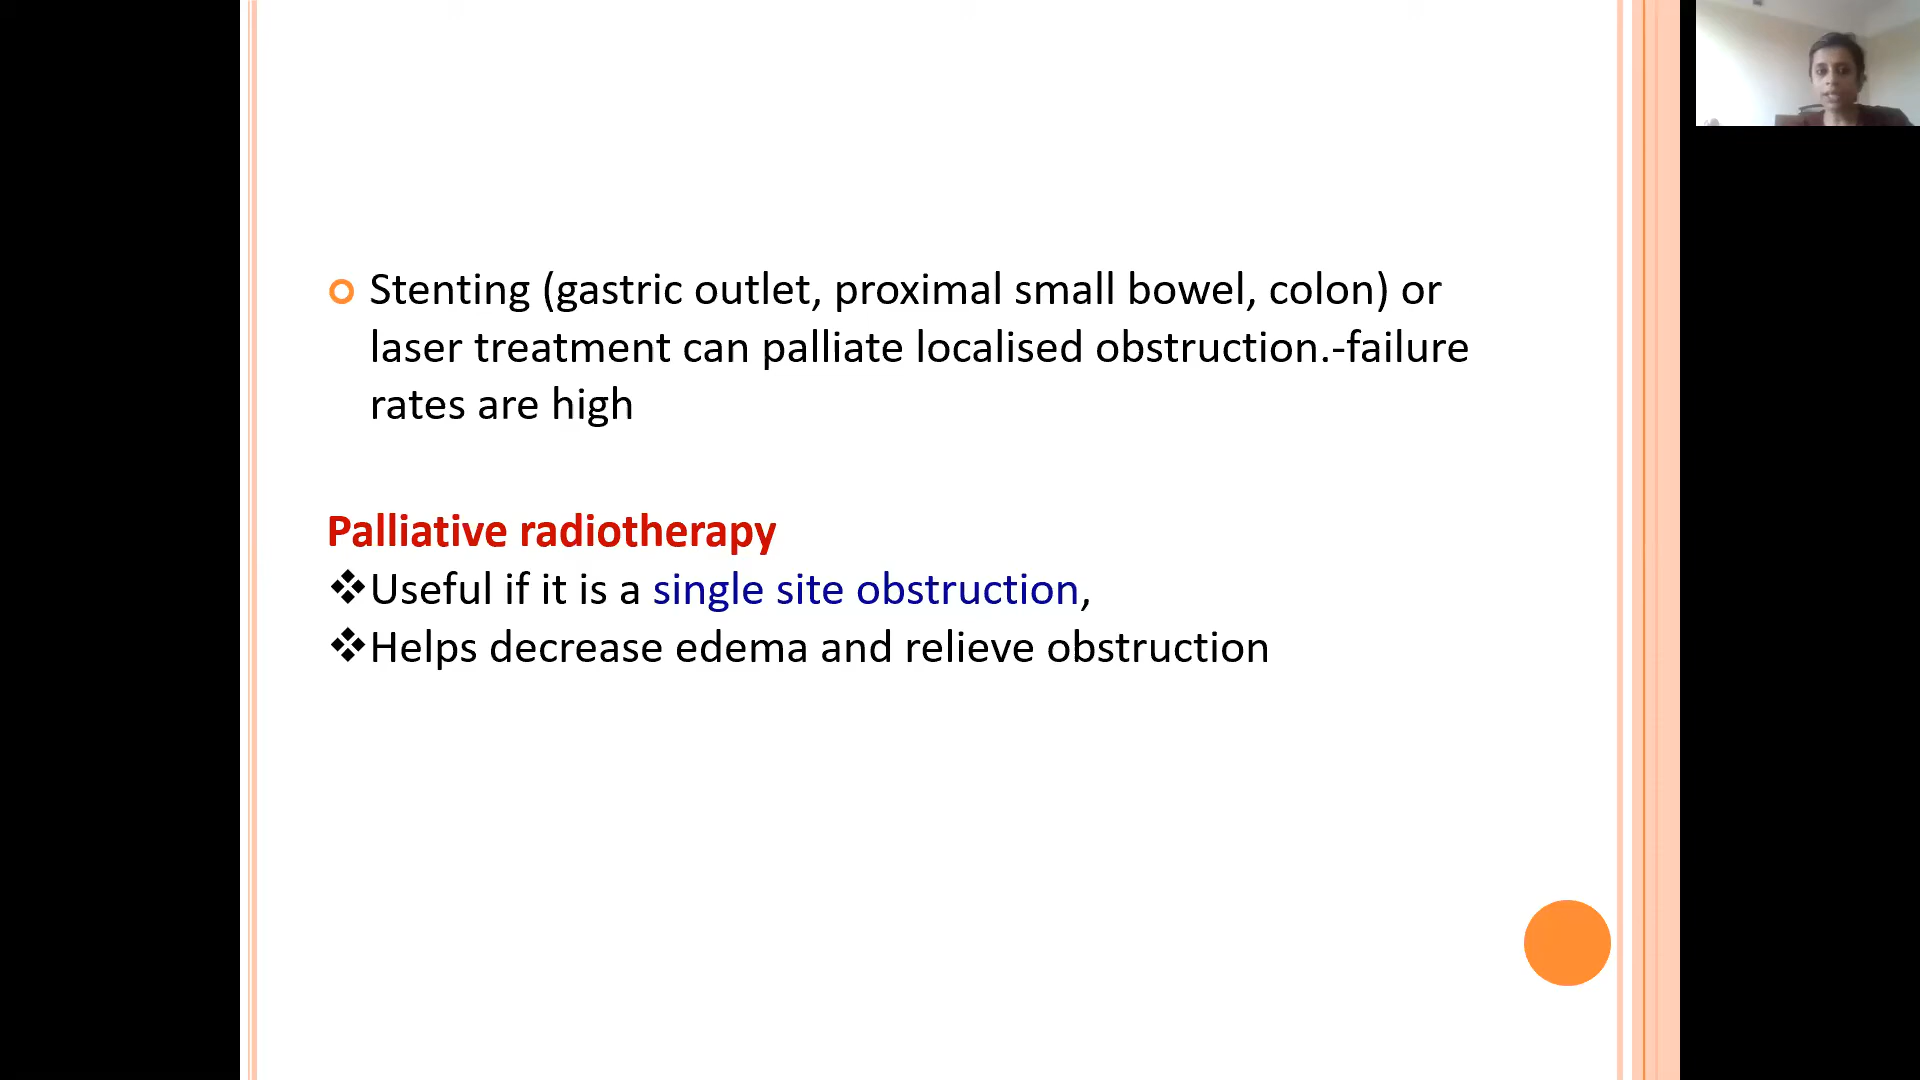 Stenting (gastric outlet, proximal small bowel, colon) or
laser treatment can palliate localised obstruction.-failure
rates are high
Palliative radiotherapy
❖Useful if it is a single site obstruction,
❖Helps decrease edema and relieve obstruction